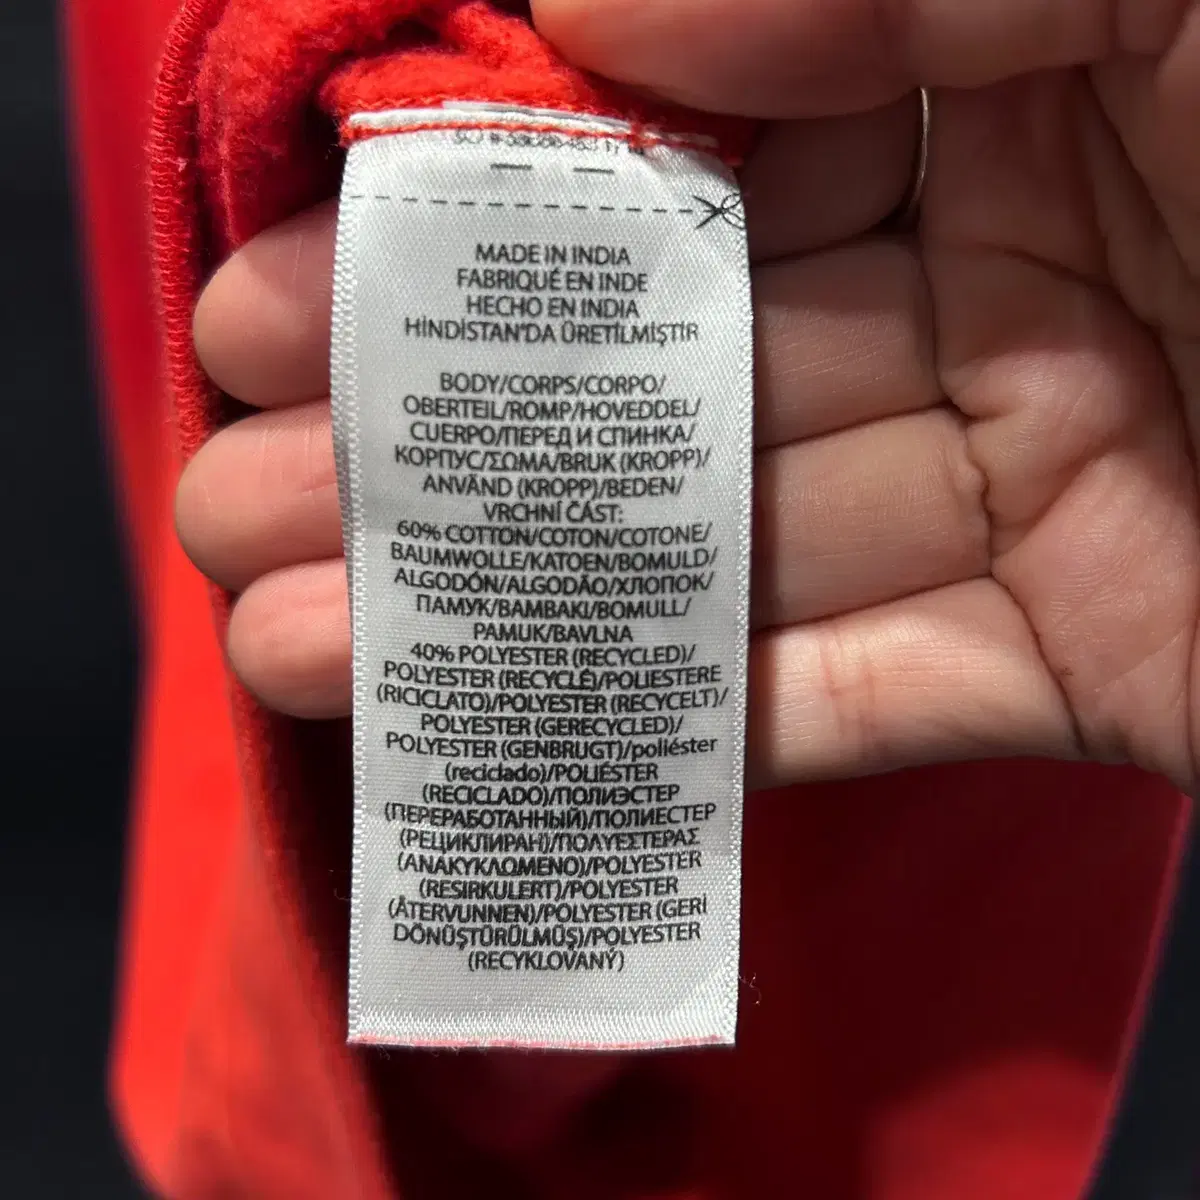 MADE IN INDIA
FABRIQUÉ EN INDE
HECHO EN INDIA
HİNDİSTAN'DA ÜRETİLMİŞTİR
BODY/CORPS/CORPO/
OBERTEIL/ROMP/HOVEDDEL/
CUERPO/ПЕРЕД И СПИНКА/
КОРПУС/ΣΩΜΑ/BRUK (KROPP)/
ANVÄND (KROPP)/BEDEN/
VRCHNÍ ČÁST:
60% COTTON/COTON/COTONE/
BAUMWOLLE/KATOEN/BOMULD/
ALGODÓN/ALGODÃO/ХЛОПОК/
ПАМУК/ΒΑΜΒΑΚΙ/BOMULL/
PAMUK/BAVLNA
40% POLYESTER (RECYCLED)/
POLYESTER (RECYCLÉ)/POLIESTERE
(RICICLATO)/POLYESTER (RECYCELT)/
POLYESTER (GERECYCLED)/
POLYESTER (GENBRUGT)/poliéster
(reciclado)/POLIÉSTER
(RECICLADO)/ПОЛИЭСТЕР
(ПЕРЕРАБОТАННЫЙ)/ПОЛИЕСТЕР
(РЕЦИКЛИРАН)/ΠΟΛΥΕΣΤΕΡΑΣ
(ΑΝΑΚΥΚΛΩΜΕΝΟ)/POLYESTER
(RESIRKULERT)/POLYESTER
(ÅTERVUNNEN)/POLYESTER (GERİ
DÖNÜŞTÜRÜLMÜŞ)/POLYESTER
(RECYKLOVANÝ)